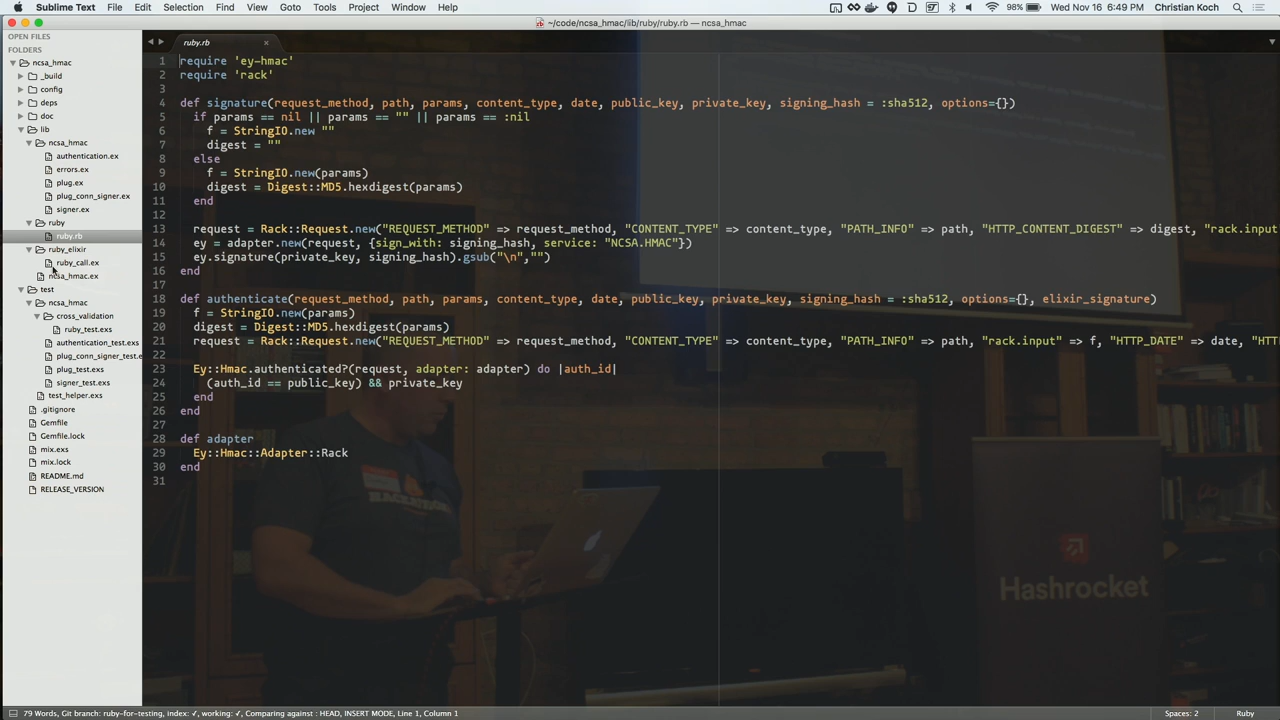 Sublime Text File Edit Selection Find View Goto Tools Project Window Help 98% Wed Nov 16 6:49 PM Christian Koch
~/code/ncsa_hmac/lib/ruby/ruby.rb — ncsa_hmac
OPEN FILES
FOLDERS
ncsa_hmac
_build
config
deps
doc
lib
ncsa_hmac
authentication.ex
errors.ex
plug.ex
plug_conn_signer.ex
signer.ex
ruby
ruby.rb
ruby_elixir
ruby_call.ex
ncsa_hmac.ex
test
ncsa_hmac
cross_validation
ruby_test.exs
authentication_test.exs
plug_conn_signer_test.e
plug_test.exs
signer_test.exs
test_helper.exs
.gitignore
Gemfile
Gemfile.lock
mix.exs
mix.lock
README.md
RELEASE_VERSION
ruby.rb
1 require 'ey-hmac'
2 require 'rack'
3
4 def signature(request_method, path, params, content_type, date, public_key, private_key, signing_hash = :sha512, options={})
5 if params == nil || params == "" || params == :nil
6 f = StringIO.new ""
7 digest = ""
8 else
9 f = StringIO.new(params)
10 digest = Digest::MD5.hexdigest(params)
11 end
12
13 request = Rack::Request.new("REQUEST_METHOD" => request_method, "CONTENT_TYPE" => content_type, "PATH_INFO" => path, "HTTP_CONTENT_DIGEST" => digest, "rack.input
14 ey = adapter.new(request, {sign_with: signing_hash, service: "NCSA.HMAC"})
15 ey.signature(private_key, signing_hash).gsub("\n","")
16 end
17
18 def authenticate(request_method, path, params, content_type, date, public_key, private_key, signing_hash = :sha512, options={}, elixir_signature)
19 f = StringIO.new(params)
20 digest = Digest::MD5.hexdigest(params)
21 request = Rack::Request.new("REQUEST_METHOD" => request_method, "CONTENT_TYPE" => content_type, "PATH_INFO" => path, "rack.input" => f, "HTTP_DATE" => date, "HT
22
23 Ey::Hmac.authenticated?(request, adapter: adapter) do |auth_id|
24 (auth_id == public_key) && private_key
25 end
26 end
27
28 def adapter
29 Ey::Hmac::Adapter::Rack
30 end
31
Hashrocket
79 Words, Git branch: ruby-for-testing, index: ✓, working: ✓, Comparing against : HEAD, INSERT MODE, Line 1, Column 1 Spaces: 2 Ruby